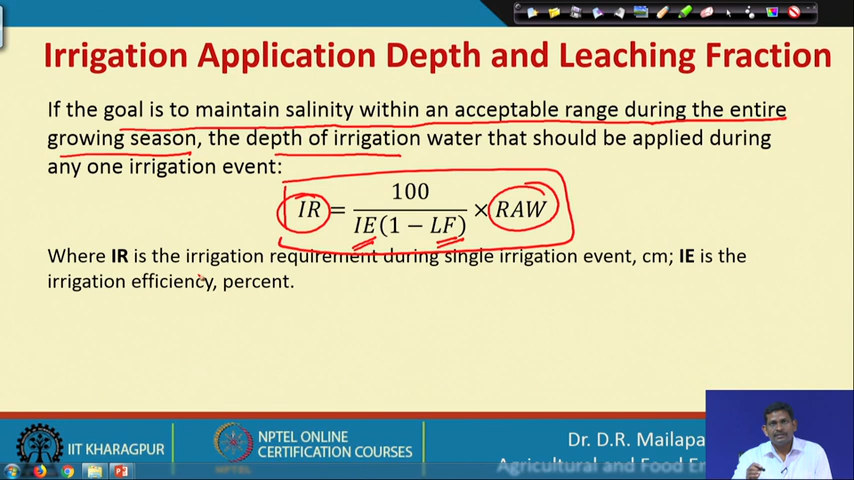 Irrigation Application Depth and Leaching Fraction
If the goal is to maintain salinity within an acceptable range during the entire
growing season, the depth of irrigation water that should be applied during
any one irrigation event:
IR = 100 / IE(1 − LF) × RAW
Where IR is the irrigation requirement during single irrigation event, cm; IE is the
irrigation efficiency, percent.
IIT KHARAGPUR
NPTEL ONLINE
CERTIFICATION COURSES
Dr. D.R. Mailapa
Agricultural and Food En